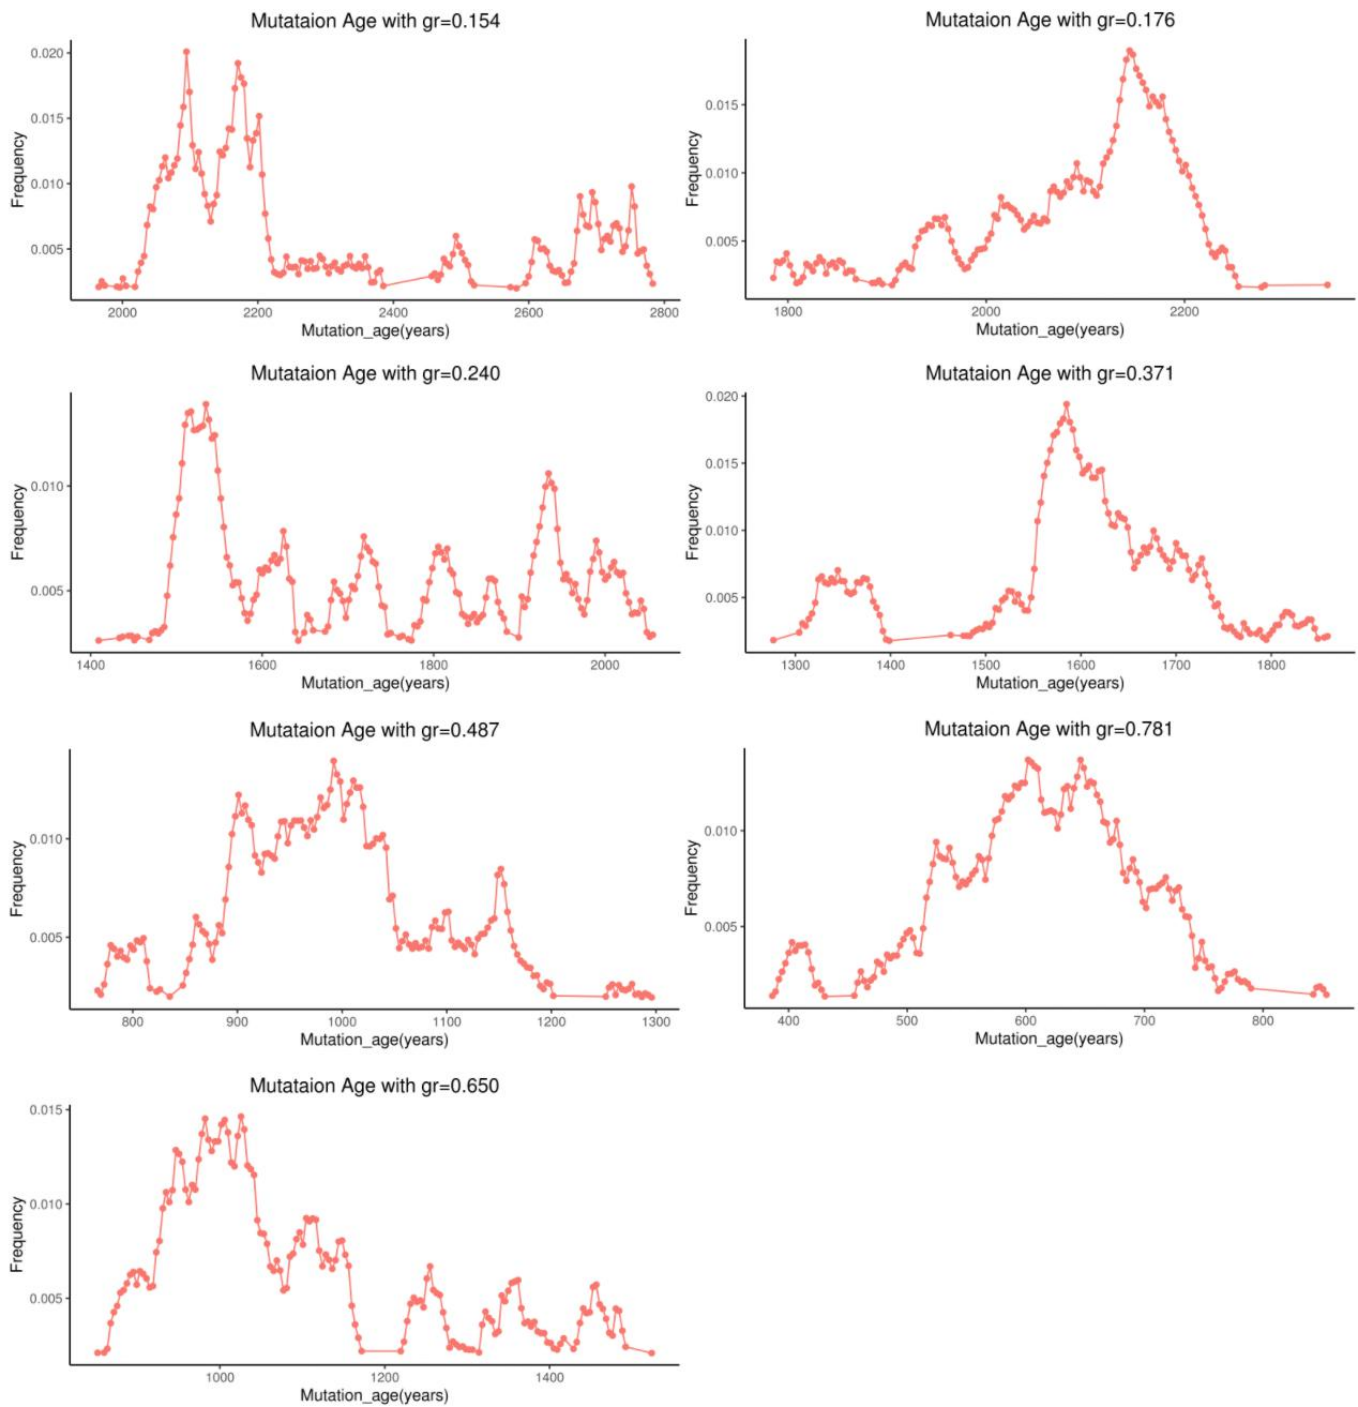 Mutataion Age with gr=0.154
0.020
0.015
0.010
0.005
Frequency
2000 2200 2400 2600 2800
Mutation_age(years)
Mutataion Age with gr=0.176
0.015
0.010
0.005
Frequency
1800 2000 2200
Mutation_age(years)
Mutataion Age with gr=0.240
0.010
0.005
Frequency
1400 1600 1800 2000
Mutation_age(years)
Mutataion Age with gr=0.371
0.020
0.015
0.010
0.005
Frequency
1300 1400 1500 1600 1700 1800
Mutation_age(years)
Mutataion Age with gr=0.487
0.010
0.005
Frequency
800 900 1000 1100 1200 1300
Mutation_age(years)
Mutataion Age with gr=0.781
0.010
0.005
Frequency
400 500 600 700 800
Mutation_age(years)
Mutataion Age with gr=0.650
0.015
0.010
0.005
Frequency
1000 1200 1400
Mutation_age(years)